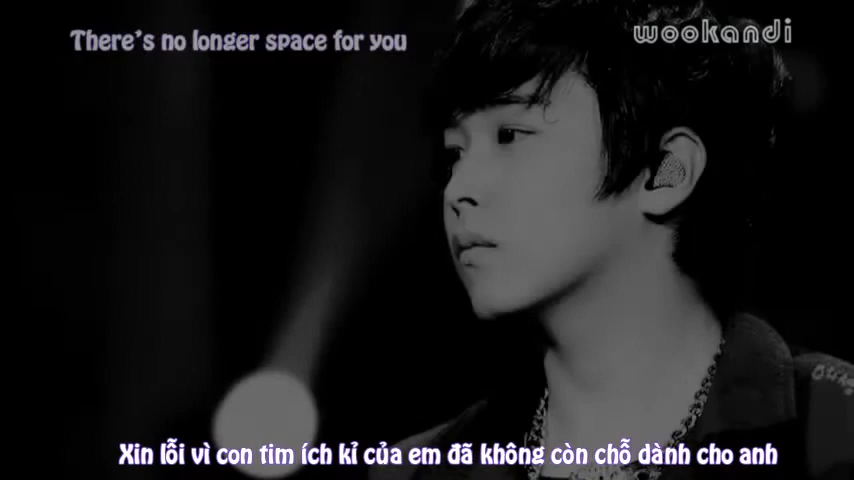 There's no longer space for you
wookandi
Xin lỗi vì con tim ích kỉ của em đã không còn chỗ dành cho anh